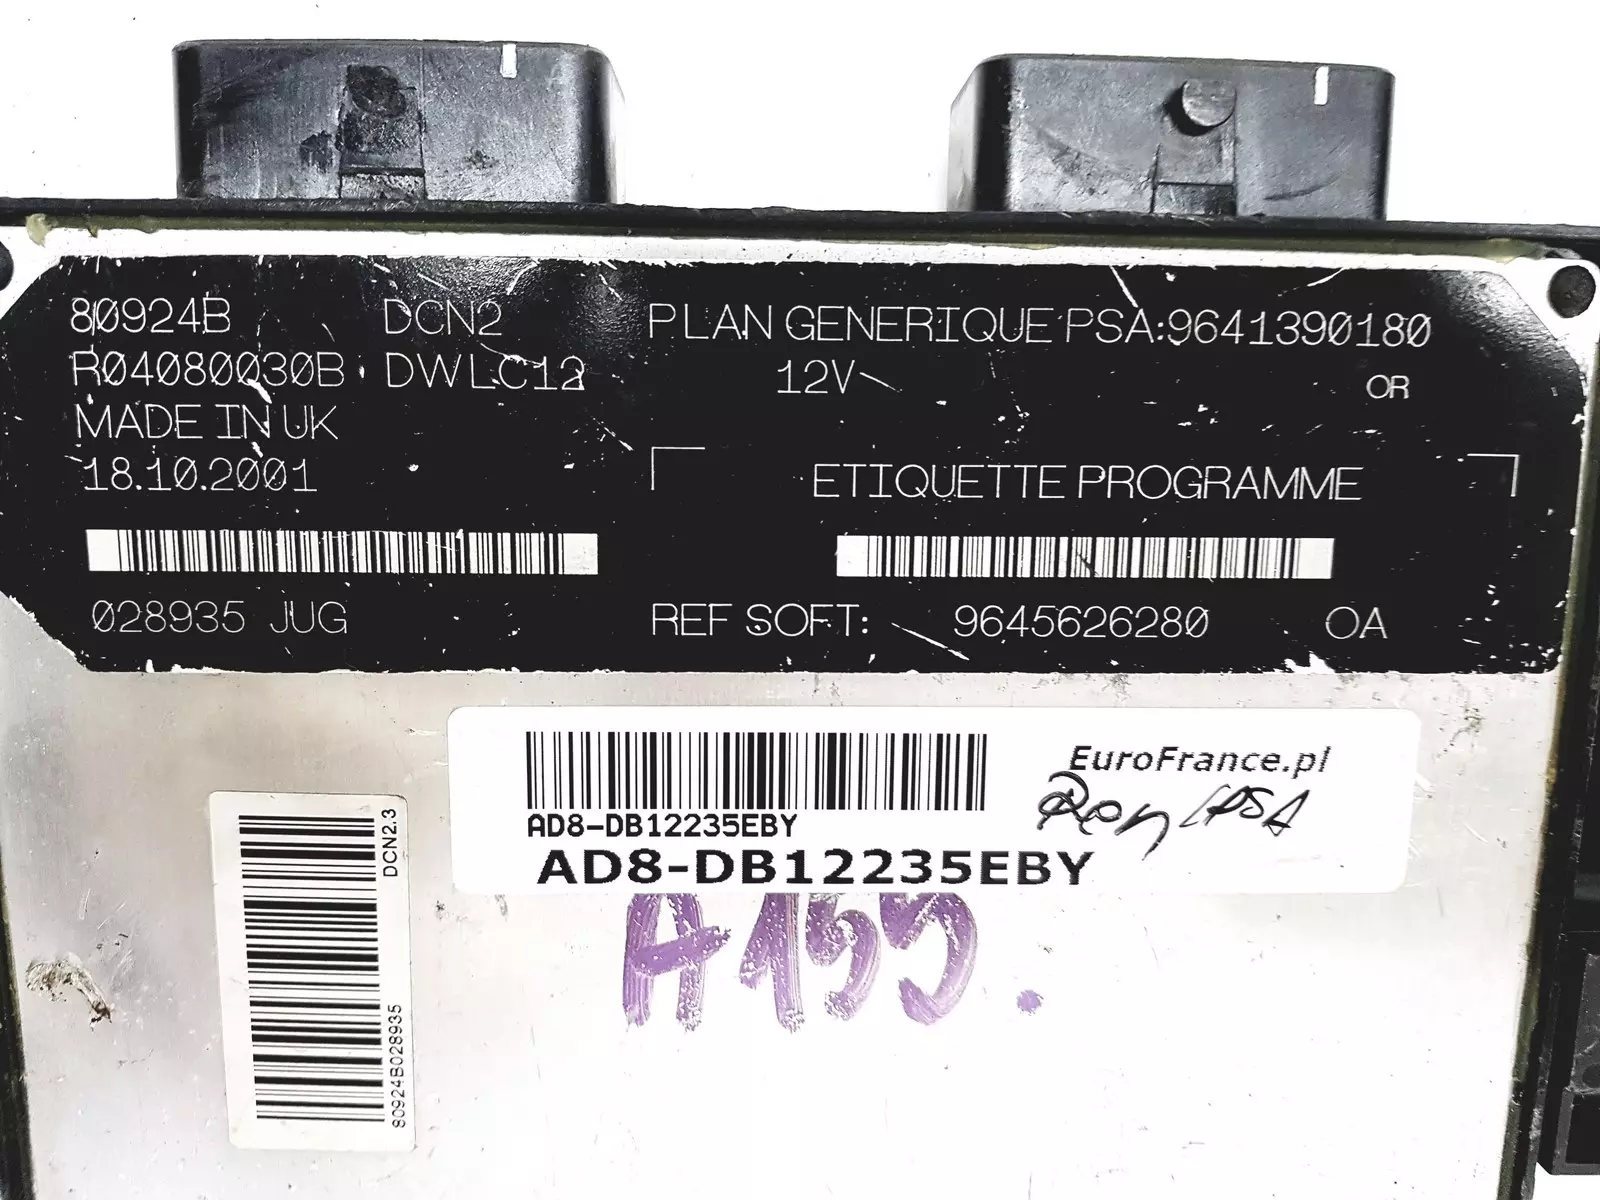 80924B DCN2 PLAN GENERIQUE PSA:9641390180
R04080030B DWLC12 12V OR
MADE IN UK
18.10.2001
ETIQUETTE PROGRAMME
028935 JUG REF SOFT: 9645626280 0A
EuroFrance.pl
AD8-DB12235EBY
AD8-DB12235EBY
A155.
DCN2.3
80924B028935